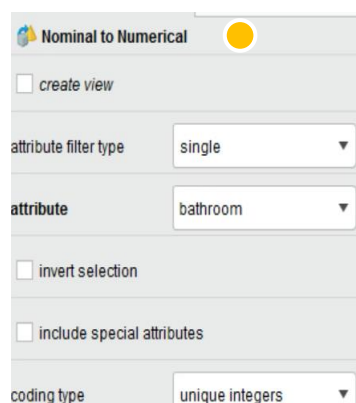 Nominal to Numerical
create view
attribute filter type single
attribute bathroom
invert selection
include special attributes
coding type unique integers